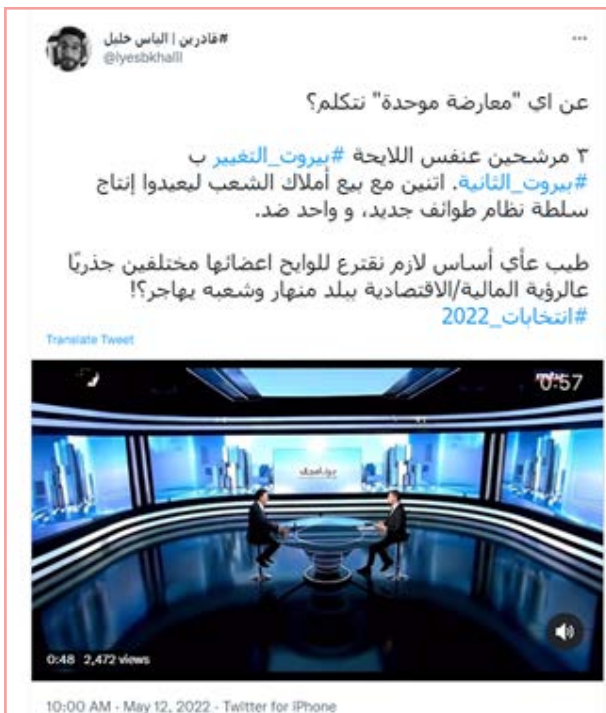 #قادرين | الياس خليل
@lyesbkhalil
...
عن اي "معارضة موحدة" نتكلم؟
٣ مرشحين عنفس اللايحة #بيروت_التغيير ب
#بيروت_الثانية. اتنين مع بيع أملاك الشعب ليعيدوا إنتاج
سلطة نظام طوائف جديد، و واحد ضد.
طيب عأي أساس لازم نقترع للوايح اعضائها مختلفين جذريًا
عالرؤية المالية/الاقتصادية ببلد منهار وشعبه يهاجر؟!
#انتخابات_2022
Translate Tweet
0:57
برنامجك
0:48 2,472 views
10:00 AM · May 12, 2022 · Twitter for iPhone